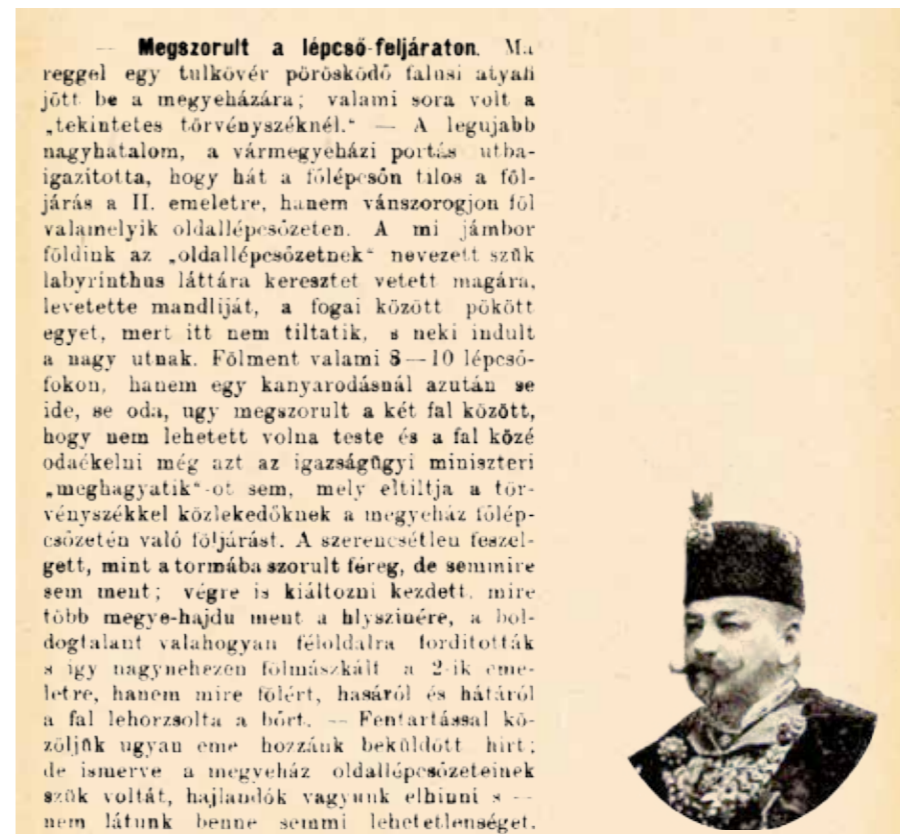 — Megszorult a lépcső-feljáraton. Ma
reggel egy tulkövér pörösködő falusi atyafi
jött be a megyeházára; valami sora volt a
„tekintetes törvényszéknél.“ — A legujabb
nagyhatalom, a vármegyeházi portás utba-
igazitotta, hogy hát a főlépcsőn tilos a föl-
járás a II. emeletre, hanem vánszorogjon föl
valamelyik oldallépcsőzeten. A mi jámbor
földink az „oldallépcsőzetnek“ nevezett szük
labyrinthus láttára keresztet vetett magára,
levetette mandliját, a fogai között pökött
egyet, mert itt nem tiltatik, s neki indult
a nagy utnak. Fölment valami 8—10 lépcső-
fokon, hanem egy kanyarodásnál azután se
ide, se oda, ugy megszorult a két fal között,
hogy nem lehetett volna teste és a fal közé
odaékelni még azt az igazságügyi miniszteri
„meghagyatik“-ot sem, mely eltiltja a tör-
vényszékkel közlekedőknek a megyeház főlép-
csőzetén való följárást. A szerencsétlen feszel-
gett, mint a tormába szorult féreg, de semmire
sem ment; végre is kiáltozni kezdett, mire
több megye-hajdu ment a hlyszinére, a bol-
dogtalant valahogyan féloldalra forditották
s igy nagynehezen fölmászkált a 2-ik eme-
letre, hanem mire fölért, hasáról és hátáról
a fal lehorzsolta a bőrt. — Fentartással kö-
zöljük ugyan eme hozzánk beküldött hirt;
de ismerve a megyeház oldallépcsőzeteinek
szük voltát, hajlandók vagyunk elhinni s —
nem látunk benne semmi lehetetlenséget.